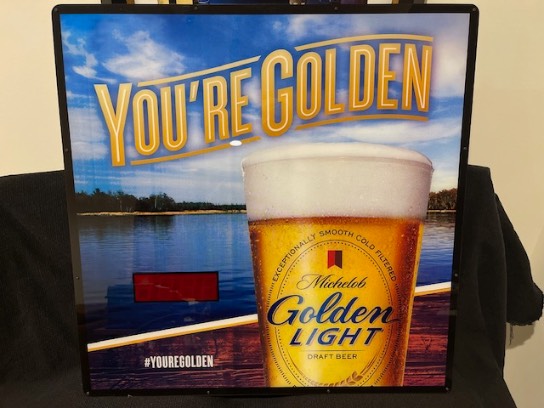 YOU'RE GOLDEN
EXCEPTIONALLY SMOOTH COLD FILTERED
Michelob
Golden
LIGHT
DRAFT BEER
#YOUREGOLDEN